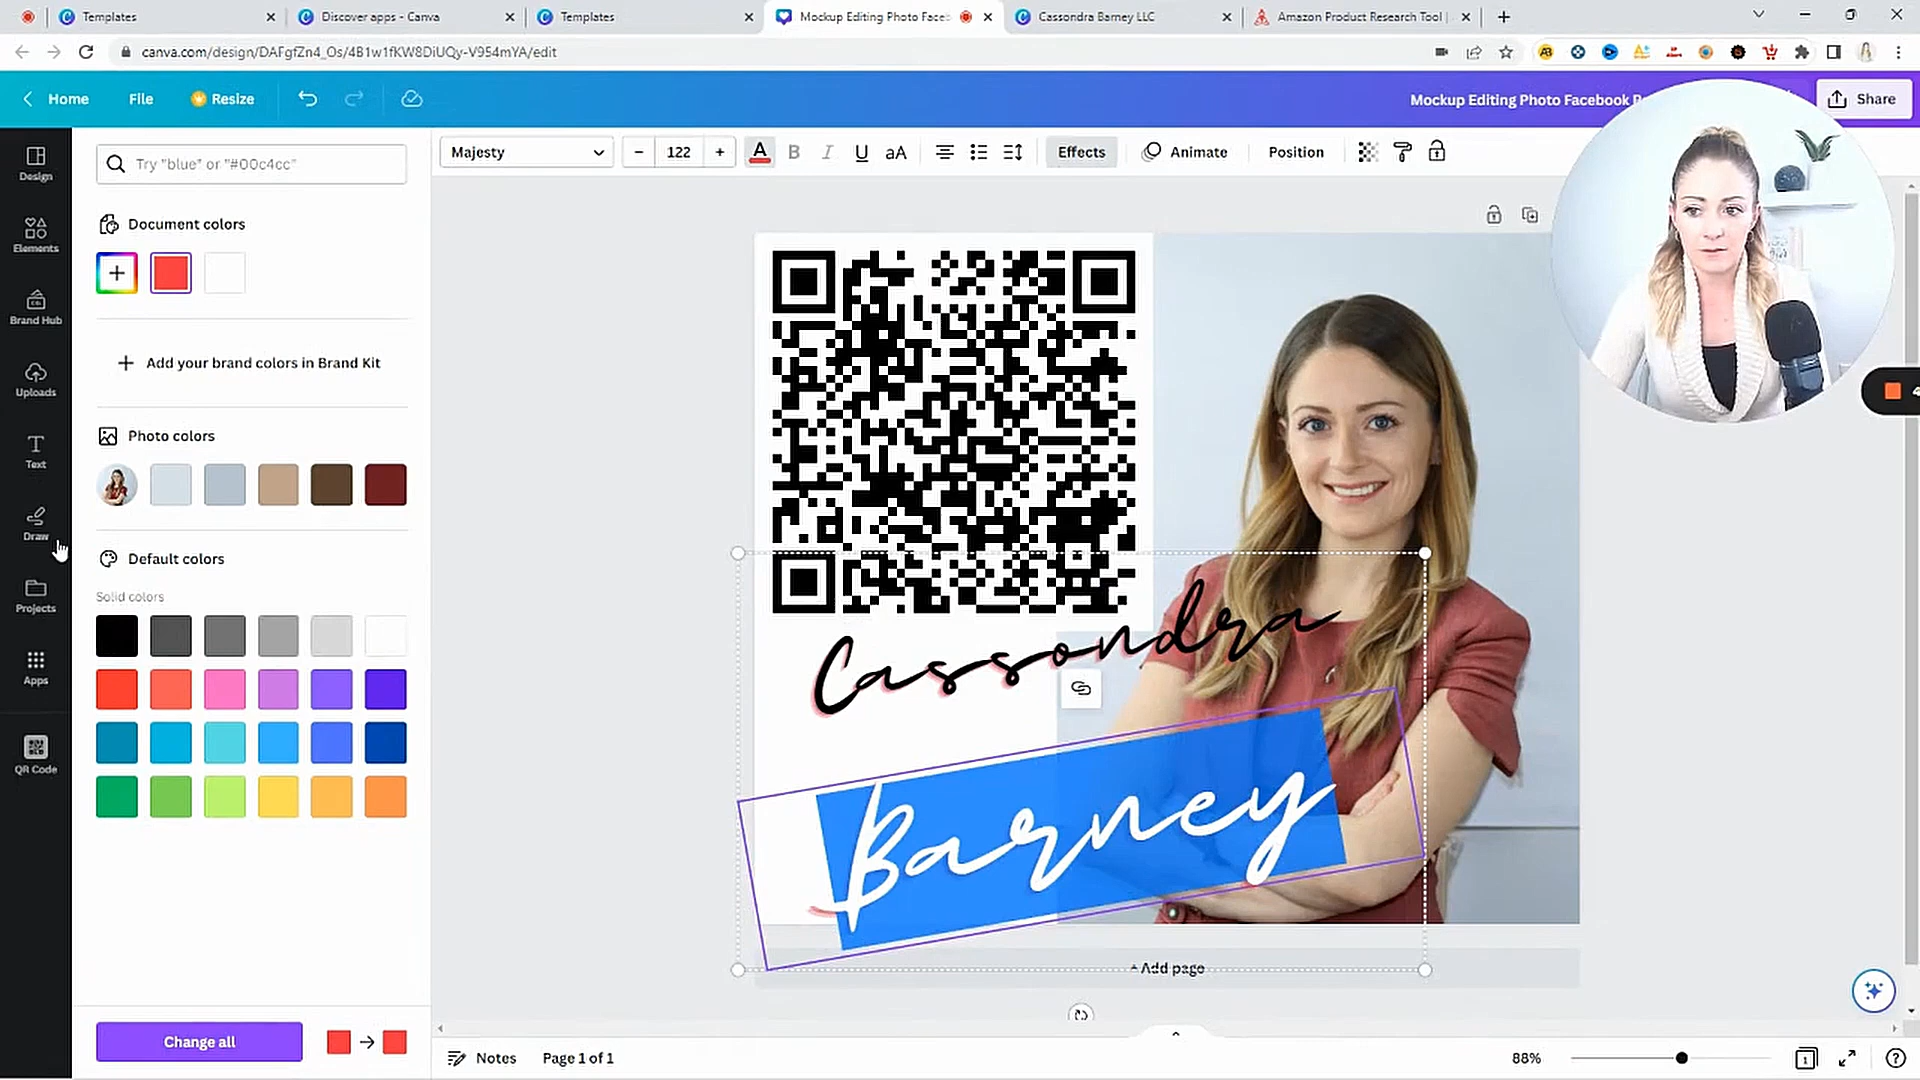 Templates
Discover apps - Canva
Templates
Mockup Editing Photo Face
Cassandra Barney LLC
Amazon Product Research Tool |
canva.com/design/DAFgfZn4_Os/4B1w1fKW8DiUQy-V954mYA/edit
Home
File
Resize
Mockup Editing Photo Facebook
Share
Design
Elements
Brand Hub
Uploads
Text
Draw
Projects
Apps
QR Code
Try "blue" or "#00c4cc"
Document colors
Add your brand colors in Brand Kit
Photo colors
Default colors
Solid colors
Change all
Majesty
122
A B I U aA
Effects
Animate
Position
Cassondra
Barney
+ Add page
Notes
Page 1 of 1
88%
1